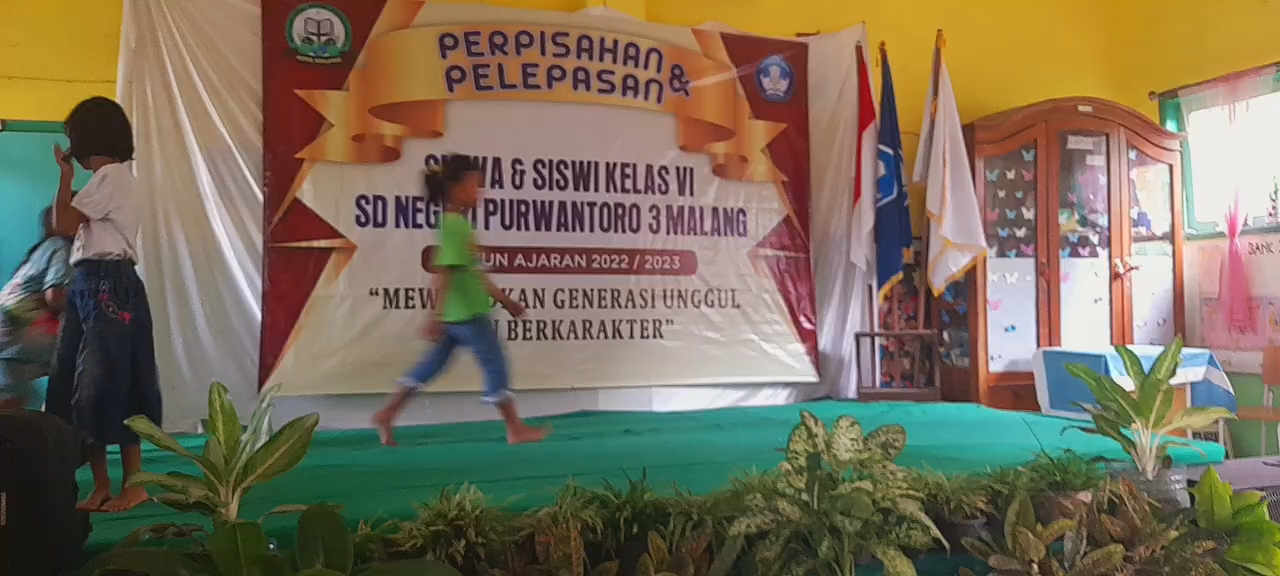 PERPISAHAN
& PELEPASAN
WA & SISWI KELAS VI
SD NEG I PURWANTORO 3 MALANG
UN AJARAN 2022 / 2023
“MEW KAN GENERASI UNGGUL
BERKARAKTER”
BANK